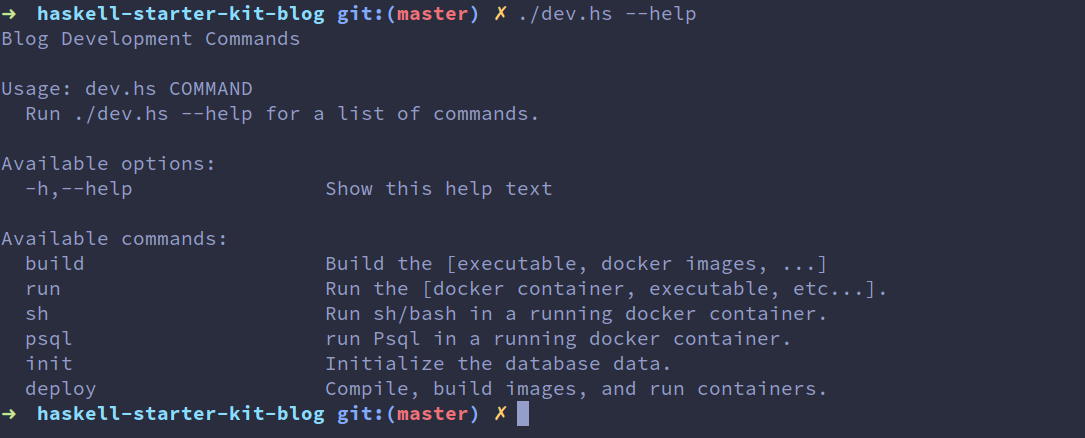 ➜  haskell-starter-kit-blog git:(master) ✗ ./dev.hs --help
Blog Development Commands

Usage: dev.hs COMMAND
  Run ./dev.hs --help for a list of commands.

Available options:
  -h,--help                Show this help text

Available commands:
  build                    Build the [executable, docker images, ...]
  run                      Run the [docker container, executable, etc...].
  sh                       Run sh/bash in a running docker container.
  psql                     run Psql in a running docker container.
  init                     Initialize the database data.
  deploy                   Compile, build images, and run containers.
➜  haskell-starter-kit-blog git:(master) ✗